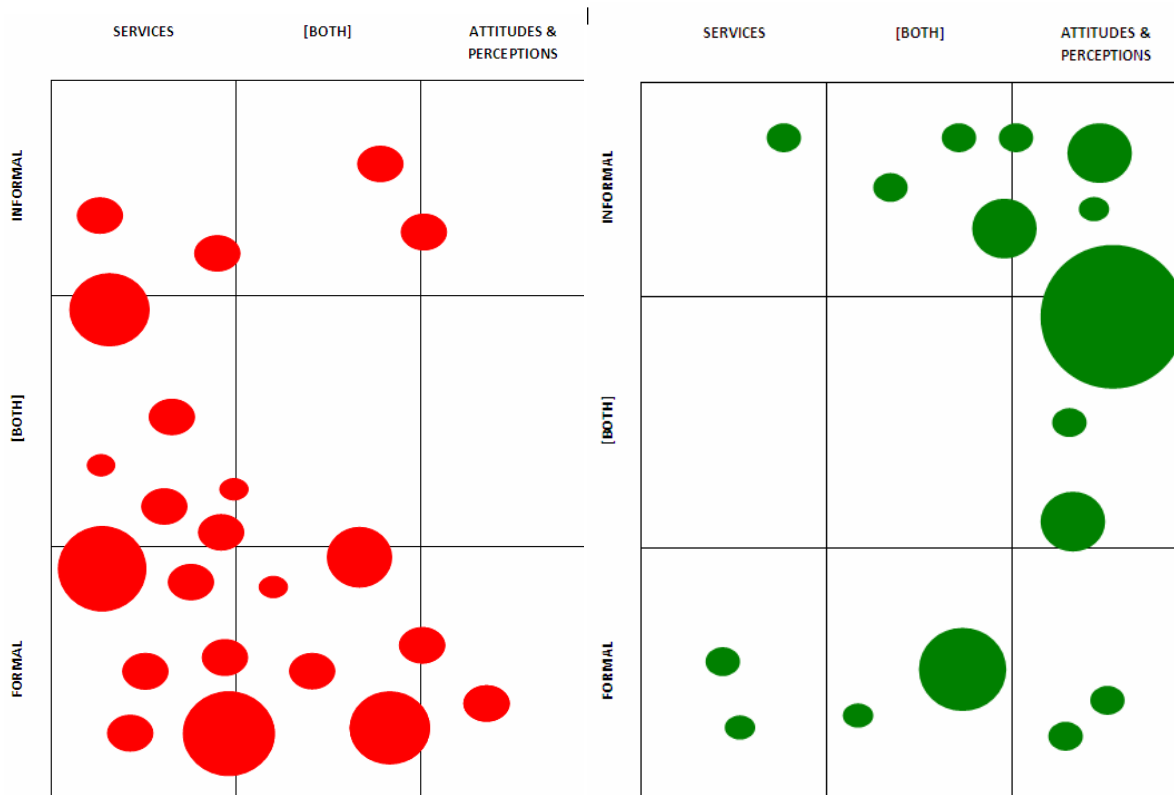 SERVICES [BOTH] ATTITUDES &
PERCEPTIONS
INFORMAL
[BOTH]
FORMAL
SERVICES [BOTH] ATTITUDES &
PERCEPTIONS
INFORMAL
[BOTH]
FORMAL